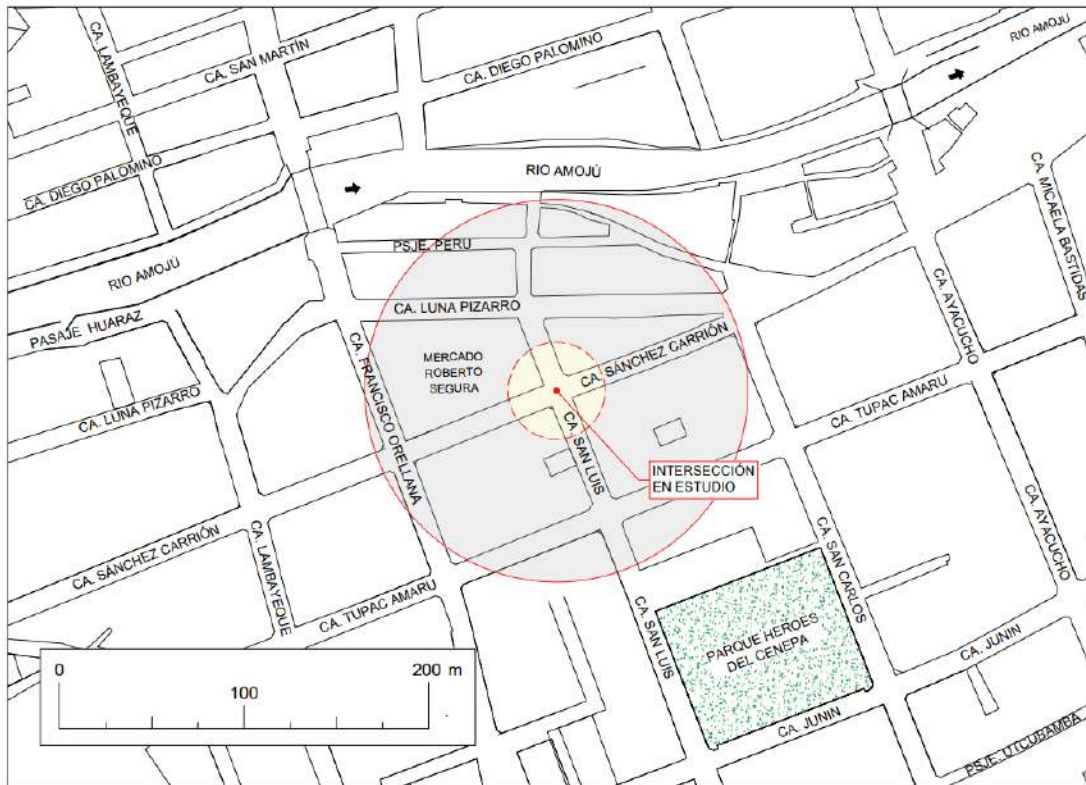 CA. LAMBAYEQUE
CA. SAN MARTÍN
CA. DIEGO PALOMINO
RIO AMOJÚ
CA. DIEGO PALOMINO
RIO AMOJÚ
CA. MICAELA BASTIDAS
PSJE. PERU
RIO AMOJÚ
CA. LUNA PIZARRO
PASAJE HUARAZ
CA. FRANCISCO ORELLANA
MERCADO
ROBERTO
SEGURA
CA. SÁNCHEZ CARRIÓN
CA. AYACUCHO
CA. LUNA PIZARRO
CA. TUPAC AMARU
CA. SAN LUIS
INTERSECCIÓN
EN ESTUDIO
CA. SÁNCHEZ CARRIÓN
CA. LAMBAYEQUE
CA. TUPAC AMARU
CA. SAN LUIS
CA. SAN CARLOS
CA. AYACUCHO
PARQUE HEROES
DEL CENEPA
CA. JUNIN
CA. JUNIN
PSJE. UTCUBAMBA
0
200 m
100